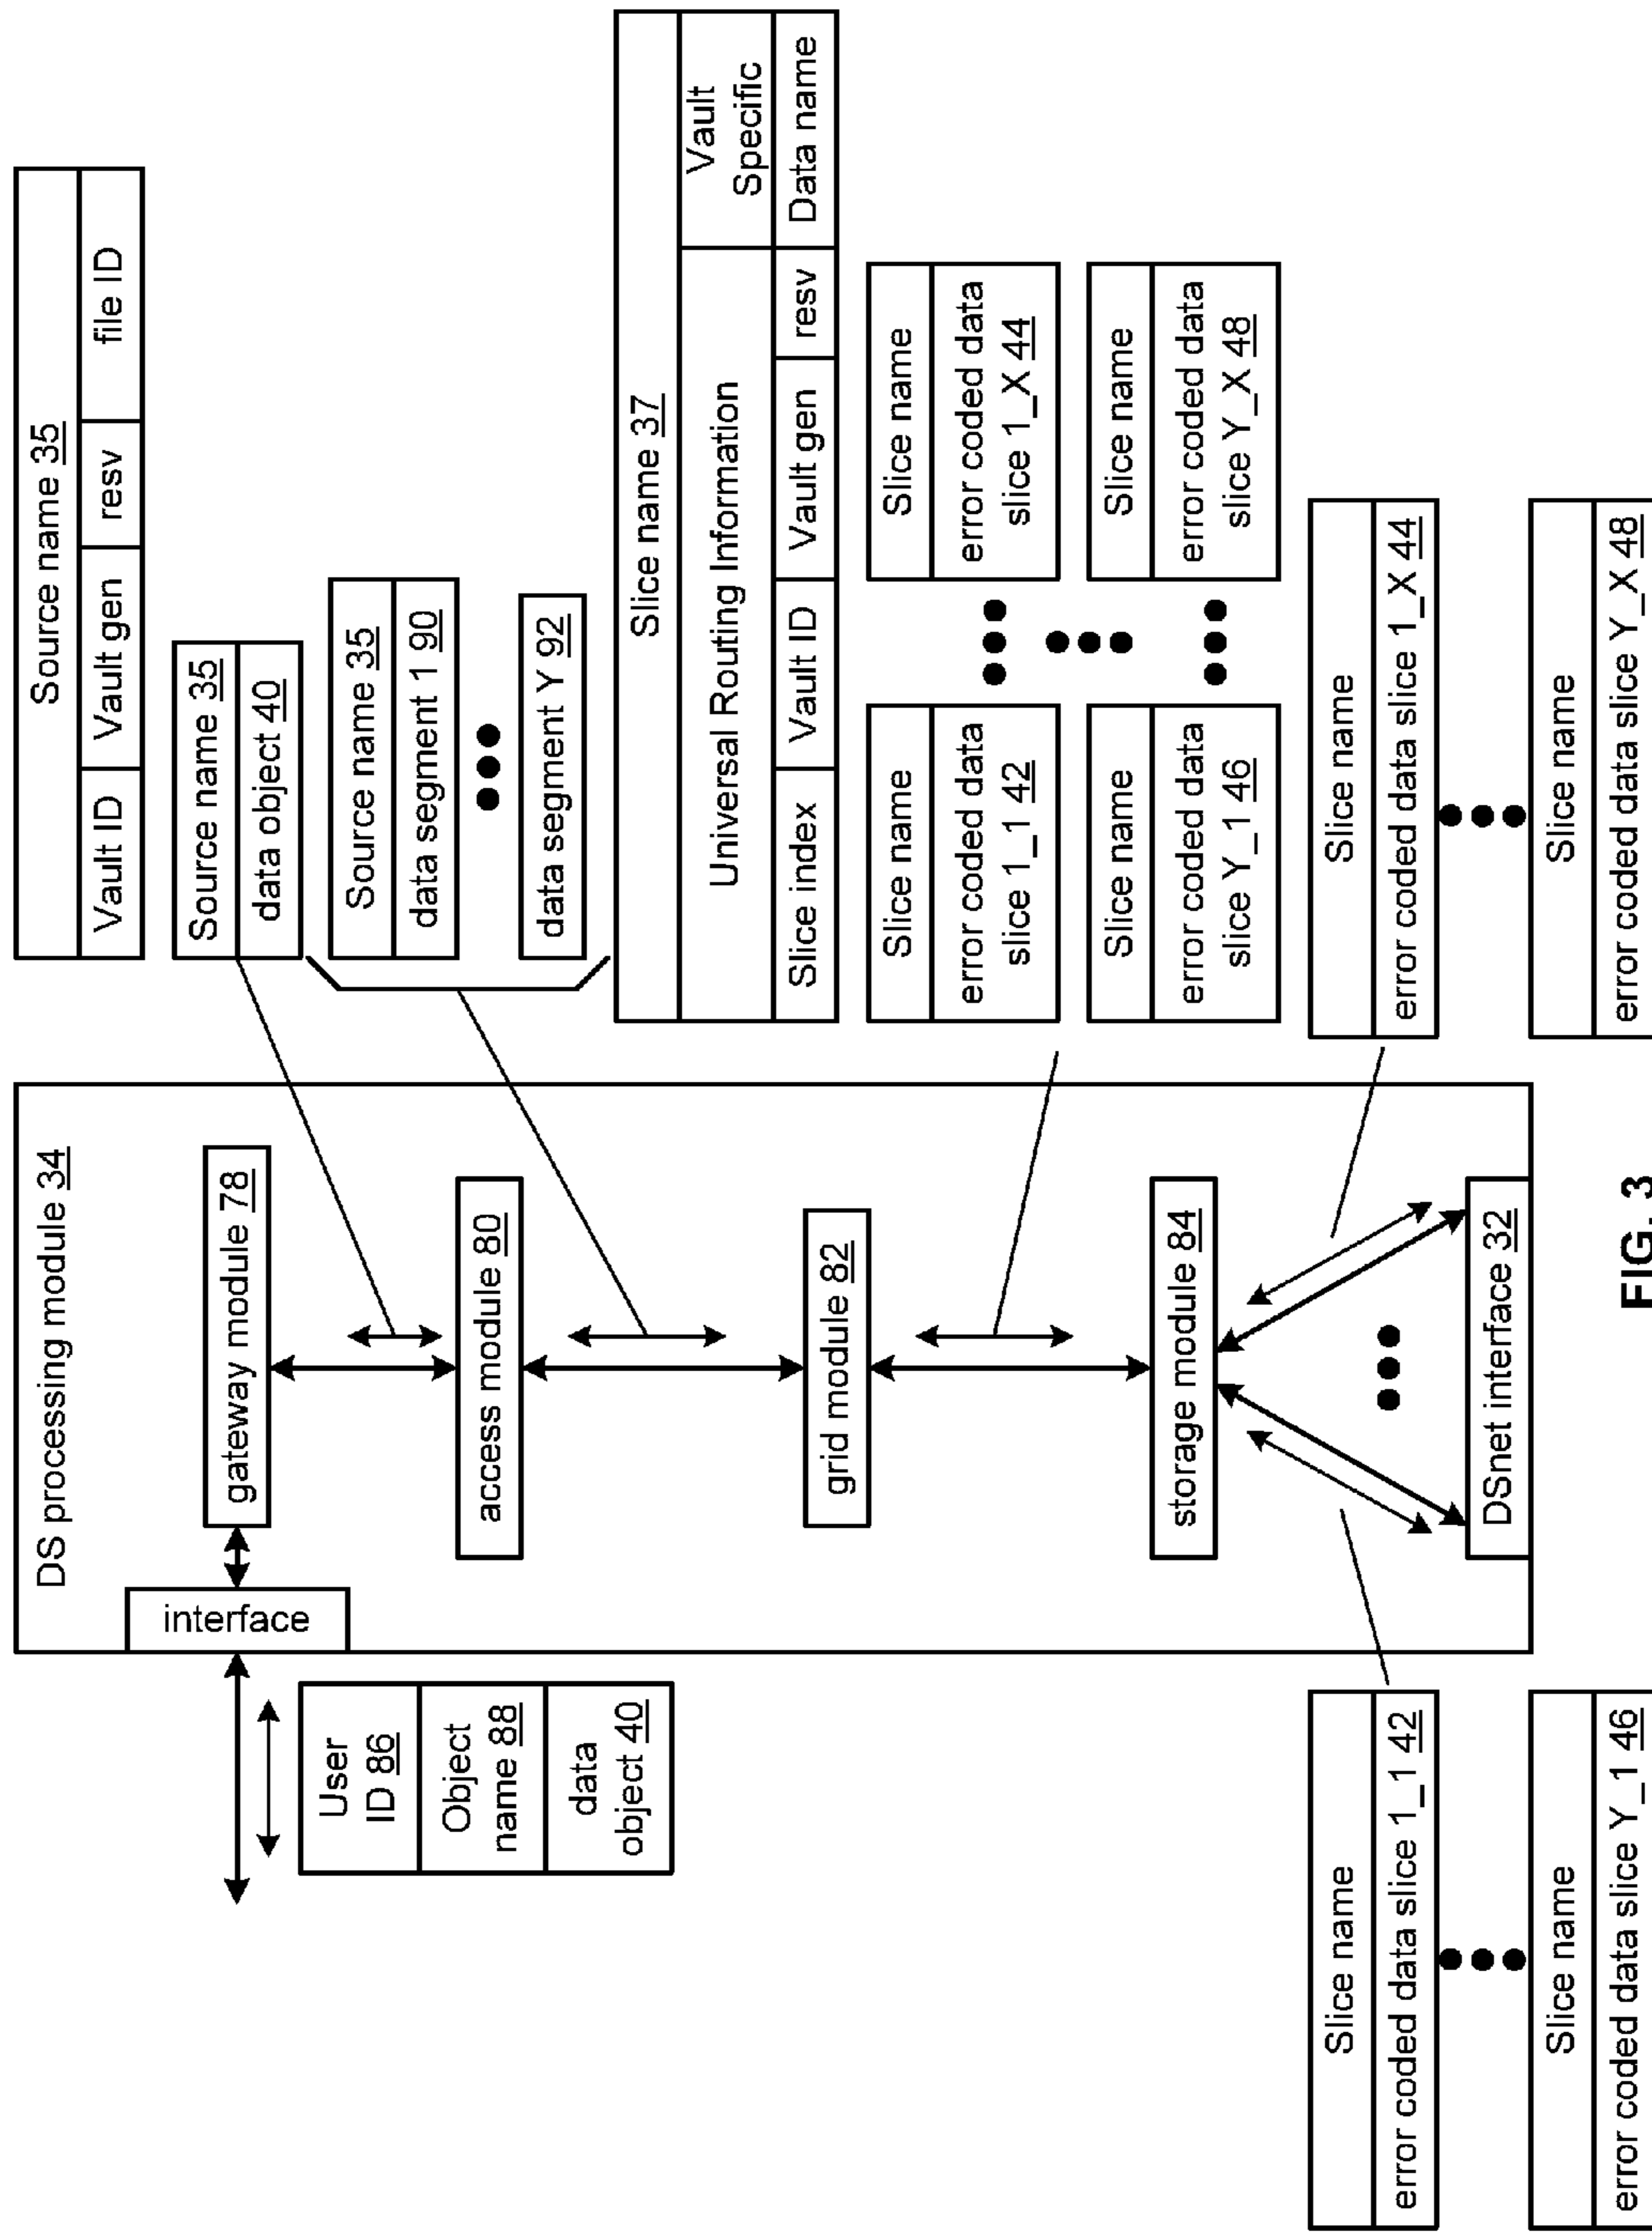 DS processing module 34
interface
gateway module 78
access module 80
grid module 82
storage module 84
DSnet interface 32
User
ID 86
Object
name 88
data
object 40
Source name 35
Vault ID
Vault gen
resv
file ID
Source name 35
data object 40
Source name 35
data segment 1 90
data segment Y 92
Slice name 37
Universal Routing Information
Vault
Specific
Slice index
Vault ID
Vault gen
resv
Data name
Slice name
error coded data
slice 1_1 42
Slice name
error coded data
slice 1_X 44
Slice name
error coded data
slice Y_1 46
Slice name
error coded data
slice Y_X 48
Slice name
error coded data slice 1_1 42
Slice name
error coded data slice Y_1 46
Slice name
error coded data slice 1_X 44
Slice name
error coded data slice Y_X 48
FIG. 3